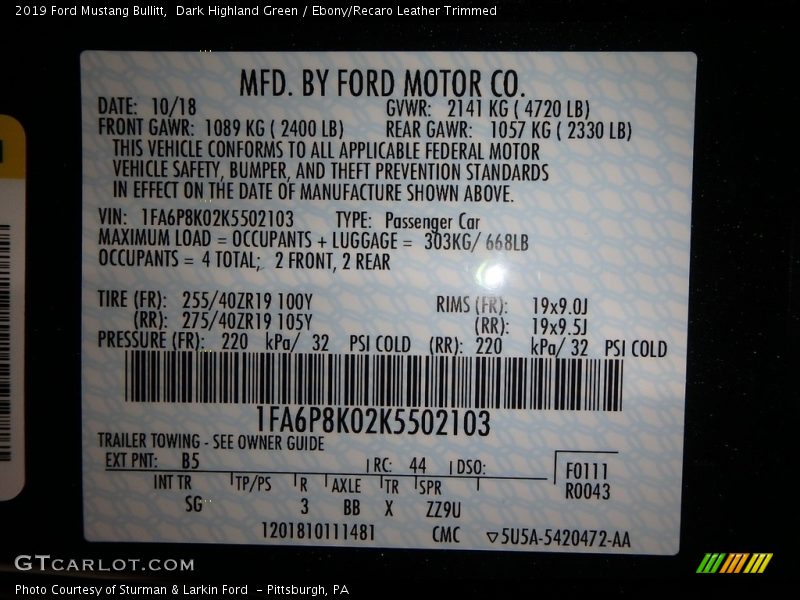 2019 Ford Mustang Bullitt, Dark Highland Green / Ebony/Recaro Leather Trimmed
MFD. BY FORD MOTOR CO.
DATE: 10/18 GVWR: 2141 KG ( 4720 LB)
FRONT GAWR: 1089 KG ( 2400 LB) REAR GAWR: 1057 KG ( 2330 LB)
THIS VEHICLE CONFORMS TO ALL APPLICABLE FEDERAL MOTOR
VEHICLE SAFETY, BUMPER, AND THEFT PREVENTION STANDARDS
IN EFFECT ON THE DATE OF MANUFACTURE SHOWN ABOVE.
VIN: 1FA6P8K02K5502103 TYPE: Passenger Car
MAXIMUM LOAD = OCCUPANTS + LUGGAGE = 303KG/ 668LB
OCCUPANTS = 4 TOTAL; 2 FRONT, 2 REAR
TIRE (FR): 255/40ZR19 100Y RIMS (FR): 19x9.0J
(RR): 275/40ZR19 105Y (RR): 19x9.5J
PRESSURE (FR): 220 kPa/ 32 PSI COLD (RR): 220 kPa/ 32 PSI COLD
1FA6P8K02K5502103
TRAILER TOWING - SEE OWNER GUIDE
EXT PNT: B5 RC: 44 DSO: F0111
INT TR TP/PS R AXLE TR SPR R0043
SG 3 BB X ZZ9U
1201810111481 CMC ▽5U5A-5420472-AA
GTCARLOT.COM
Photo Courtesy of Sturman & Larkin Ford - Pittsburgh, PA